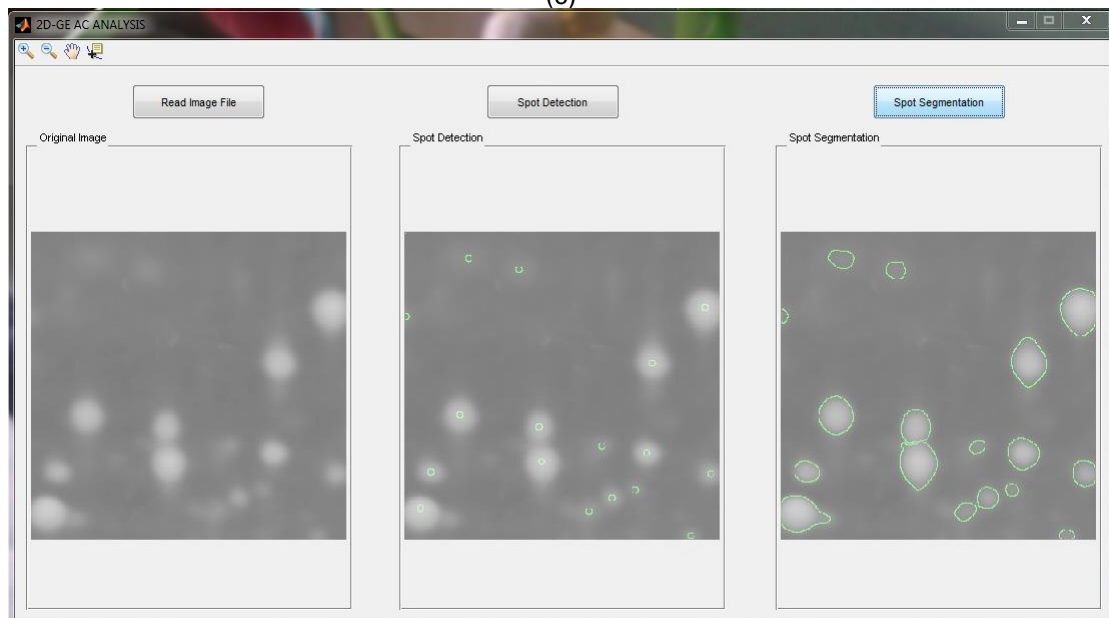 (c)
2D-GE AC ANALYSIS
Read Image File
Spot Detection
Spot Segmentation
Original Image
Spot Detection
Spot Segmentation